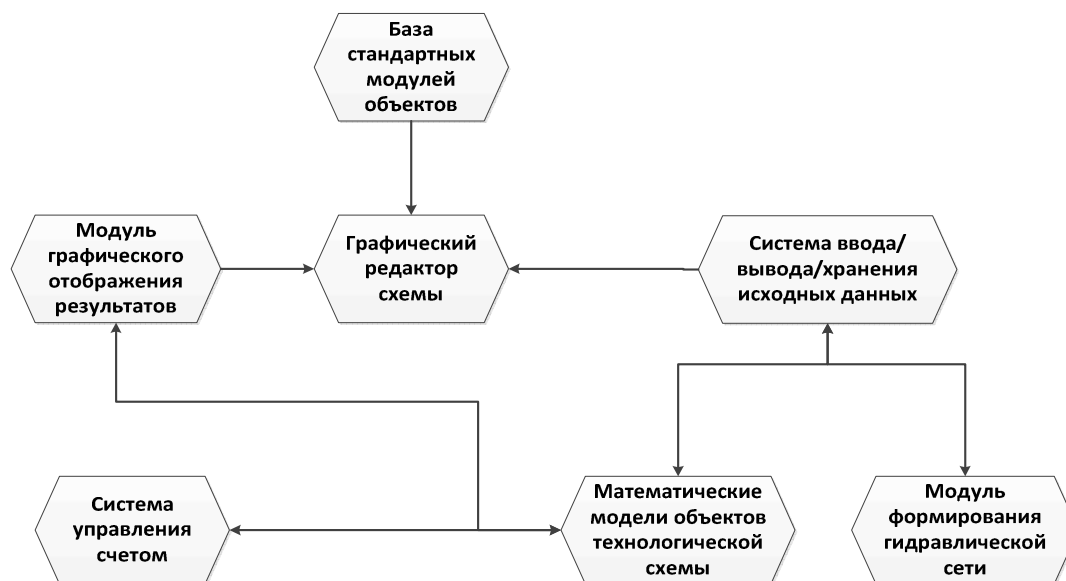 База
стандартных
модулей
объектов
Модуль
графического
отображения
результатов
Графический
редактор
схемы
Система ввода/
вывода/хранения
исходных данных
Система
управления
счетом
Математические
модели объектов
технологической
схемы
Модуль
формирования
гидравлической
сети